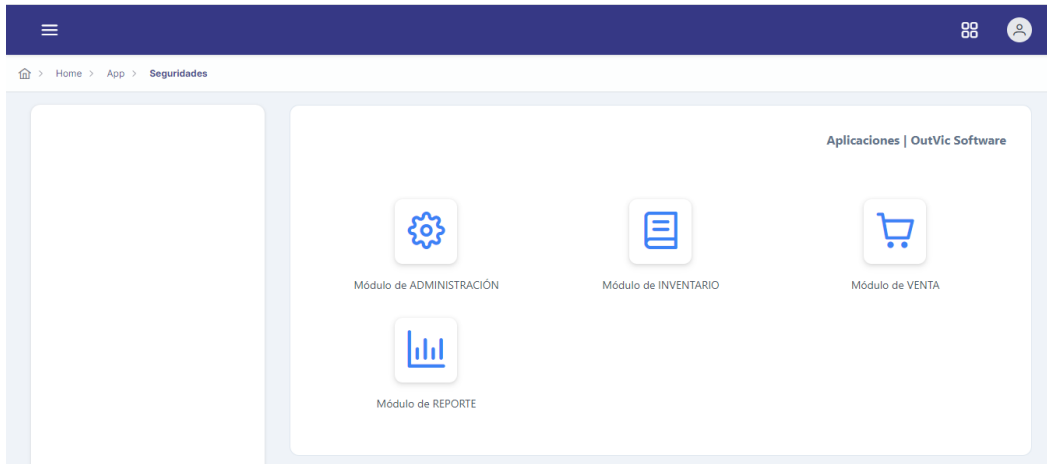 Home > App > Seguridades
Aplicaciones | OutVic Software
Módulo de ADMINISTRACIÓN
Módulo de INVENTARIO
Módulo de VENTA
Módulo de REPORTE